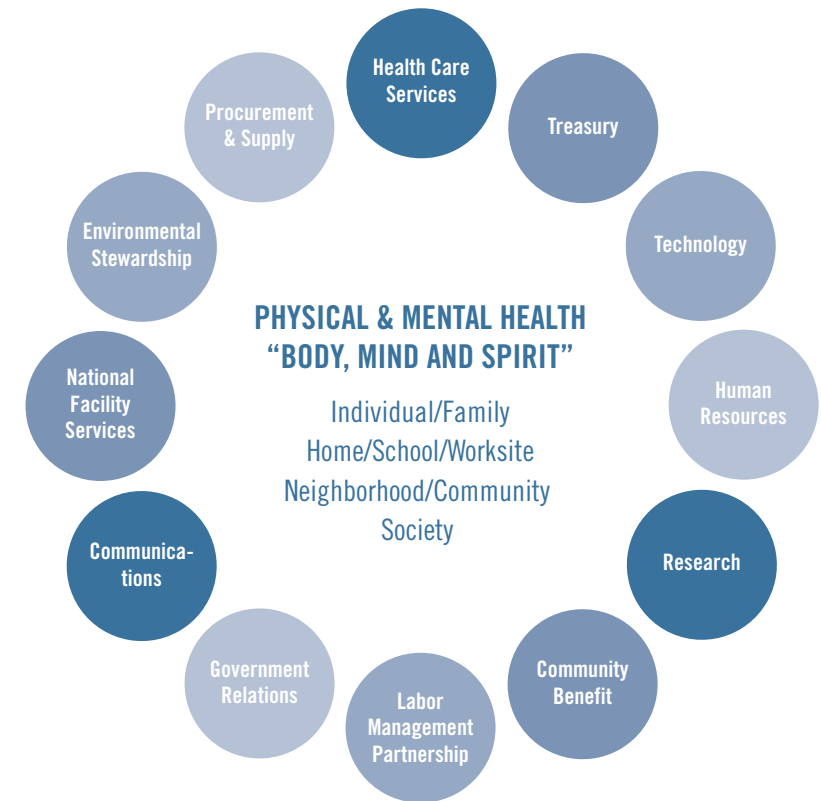 Health Care
Services
Treasury
Technology
Human
Resources
Research
Community
Benefit
Labor
Management
Partnership
Government
Relations
Communica-
tions
National
Facility
Services
Environmental
Stewardship
Procurement
& Supply
PHYSICAL & MENTAL HEALTH
“BODY, MIND AND SPIRIT”
Individual/Family
Home/School/Worksite
Neighborhood/Community
Society